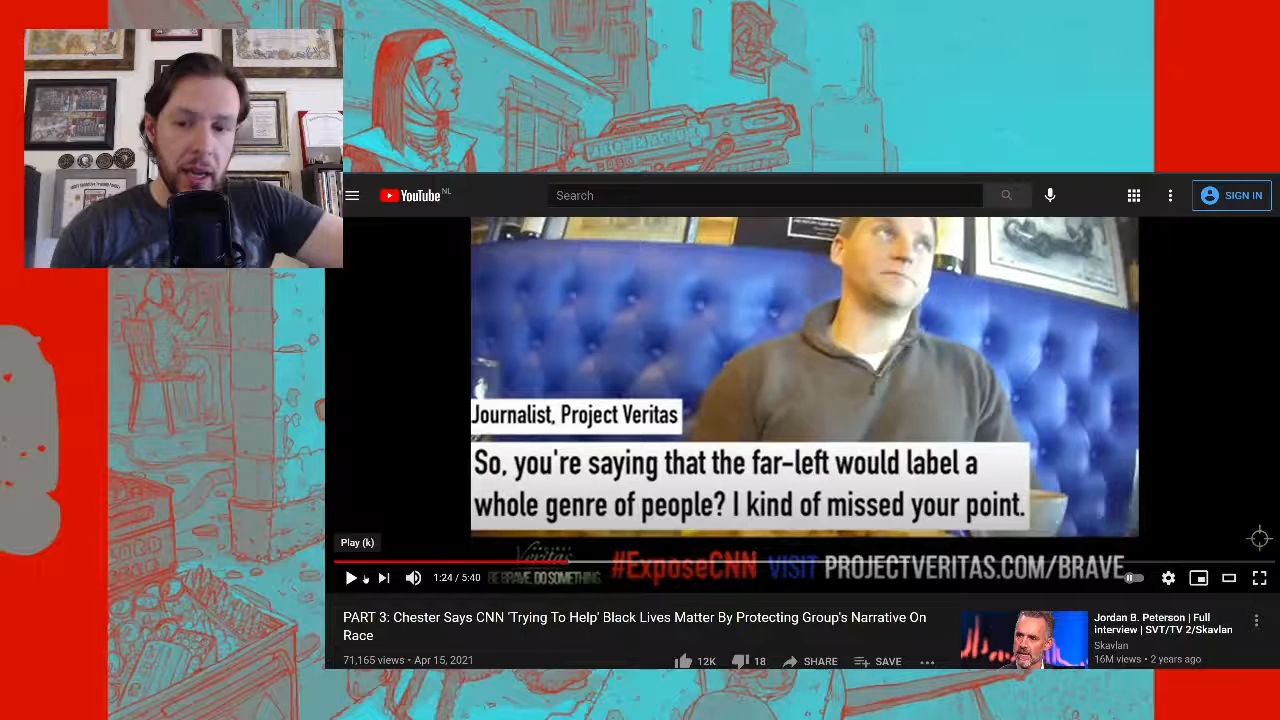 YouTube NL
Search
SIGN IN
Journalist, Project Veritas
So, you're saying that the far-left would label a
whole genre of people? I kind of missed your point.
Play (k)
PROJECT
Veritas
BE BRAVE. DO SOMETHING.
#ExposeCNN VISIT PROJECTVERITAS.COM/BRAVE
1:24 / 5:40
PART 3: Chester Says CNN 'Trying To Help' Black Lives Matter By Protecting Group's Narrative On
Race
71,165 views • Apr 15, 2021
12K
18
SHARE
SAVE
Jordan B. Peterson | Full
interview | SVT/TV 2/Skavlan
Skavlan
16M views • 2 years ago